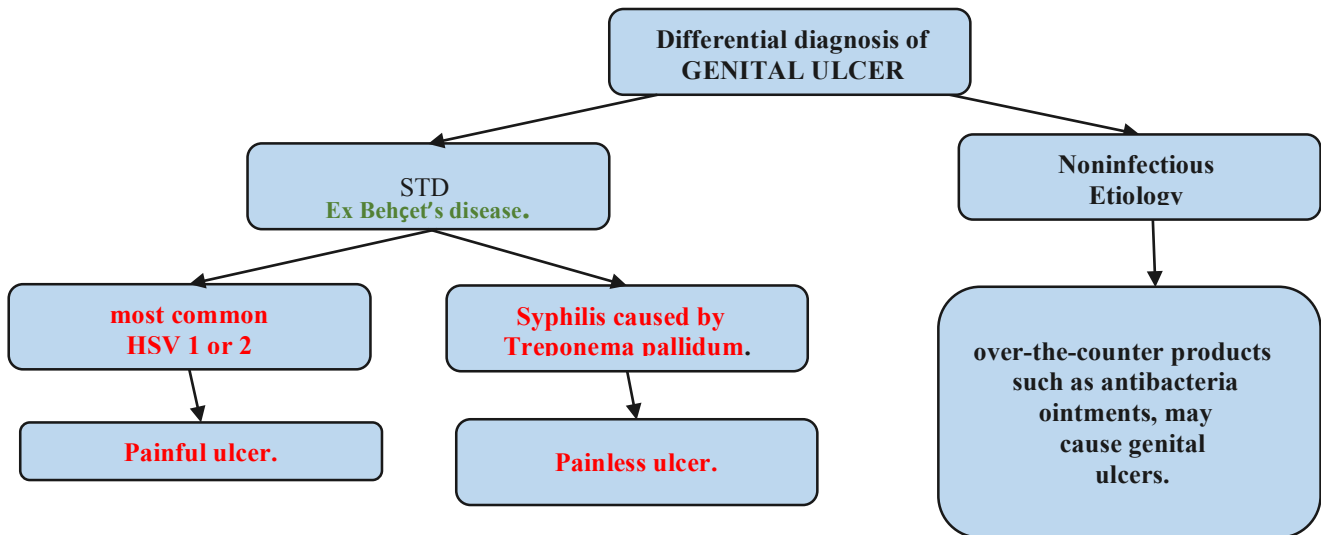 Differential diagnosis of
GENITAL ULCER
STD
Ex Behçet's disease.
Noninfectious
Etiology
most common
HSV 1 or 2
Syphilis caused by
Treponema pallidum.
over-the-counter products
such as antibacteria
ointments, may
cause genital
ulcers.
Painful ulcer.
Painless ulcer.